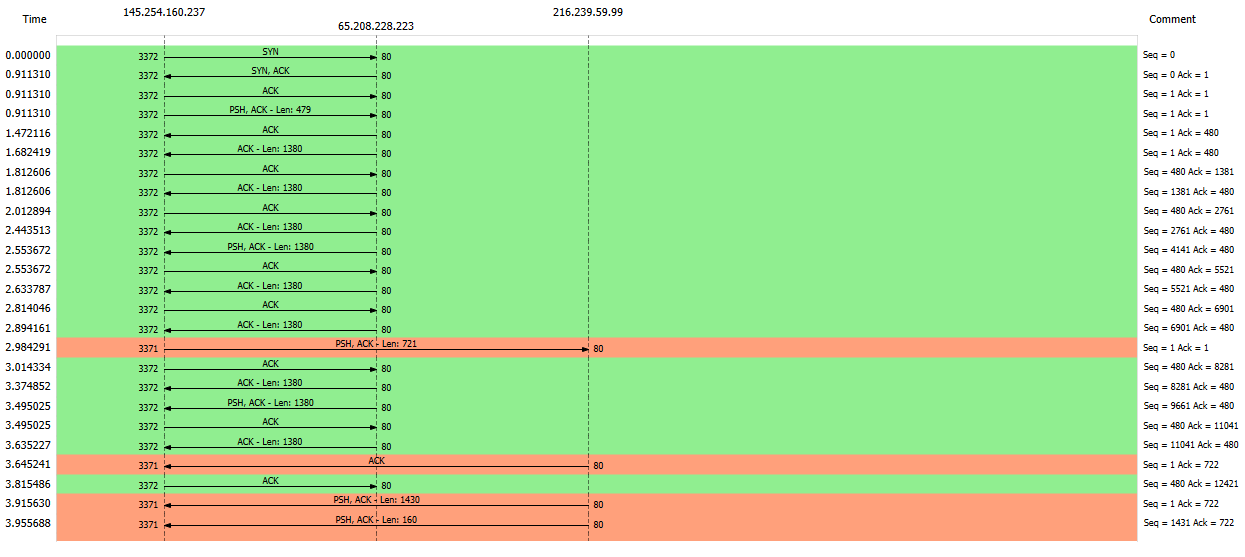 Time 145.254.160.237 65.208.228.223 216.239.59.99 Comment
0.000000 3372 SYN 80 Seq = 0
0.911310 3372 SYN, ACK 80 Seq = 0 Ack = 1
0.911310 3372 ACK 80 Seq = 1 Ack = 1
0.911310 3372 PSH, ACK - Len: 479 80 Seq = 1 Ack = 1
1.472116 3372 ACK 80 Seq = 1 Ack = 480
1.682419 3372 ACK - Len: 1380 80 Seq = 1 Ack = 480
1.812606 3372 ACK 80 Seq = 480 Ack = 1381
1.812606 3372 ACK - Len: 1380 80 Seq = 1381 Ack = 480
2.012894 3372 ACK 80 Seq = 480 Ack = 2761
2.443513 3372 ACK - Len: 1380 80 Seq = 2761 Ack = 480
2.553672 3372 PSH, ACK - Len: 1380 80 Seq = 4141 Ack = 480
2.553672 3372 ACK 80 Seq = 480 Ack = 5521
2.633787 3372 ACK - Len: 1380 80 Seq = 5521 Ack = 480
2.814046 3372 ACK 80 Seq = 480 Ack = 6901
2.894161 3372 ACK - Len: 1380 80 Seq = 6901 Ack = 480
2.984291 3371 PSH, ACK - Len: 721 80 Seq = 1 Ack = 1
3.014334 3372 ACK 80 Seq = 480 Ack = 8281
3.374852 3372 ACK - Len: 1380 80 Seq = 8281 Ack = 480
3.495025 3372 PSH, ACK - Len: 1380 80 Seq = 9661 Ack = 480
3.495025 3372 ACK 80 Seq = 480 Ack = 11041
3.635227 3372 ACK - Len: 1380 80 Seq = 11041 Ack = 480
3.645241 3371 ACK 80 Seq = 1 Ack = 722
3.815486 3372 ACK 80 Seq = 480 Ack = 12421
3.915630 3371 PSH, ACK - Len: 1430 80 Seq = 1 Ack = 722
3.955688 3371 PSH, ACK - Len: 160 80 Seq = 1431 Ack = 722